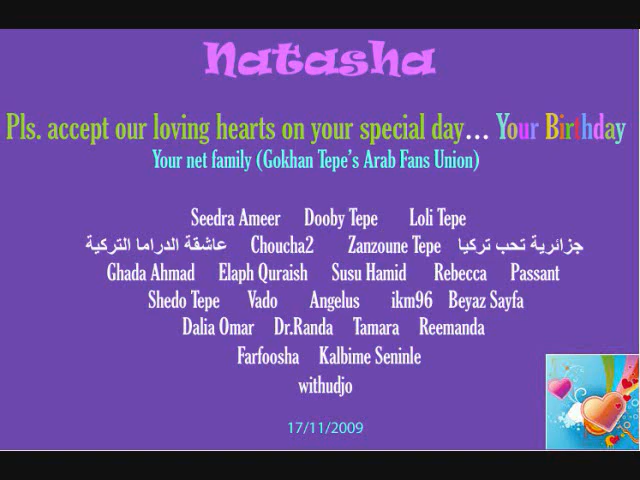 Natasha
Pls. accept our loving hearts on your special day... Your Birthday
Your net family (Gokhan Tepe's Arab Fans Union)
Seedra Ameer Dooby Tepe Loli Tepe
عاشقة الدراما التركية Choucha2 Zanzoune Tepe جزائرية تحب تركيا
Ghada Ahmad Elaph Quraish Susu Hamid Rebecca Passant
Shedo Tepe Vado Angelus ikm96 Beyaz Sayfa
Dalia Omar Dr.Randa Tamara Reemanda
Farfoosha Kalbime Seninle
withudjo
17/11/2009